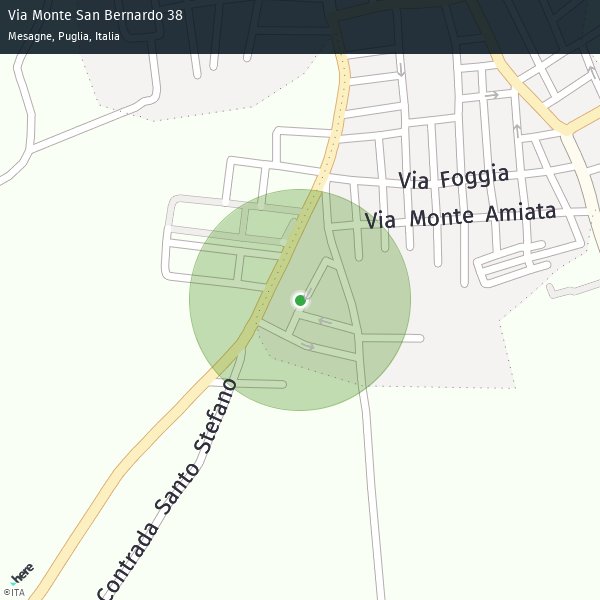 Via Monte San Bernardo 38
Mesagne, Puglia, Italia
Via Foggia
Via Monte Amiata
Contrada Santo Stefano
here
©ITA